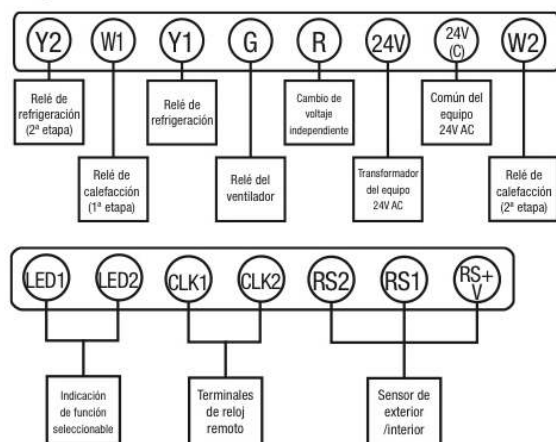 Y2 W1 Y1 G R 24V 24V (C) W2
Relé de
refrigeración
(2ª etapa)
Relé de
calefacción
(1ª etapa)
Relé de
refrigeración
Relé del
ventilador
Cambio de
voltaje
independiente
Transformador
del equipo
24V AC
Común del
equipo
24V AC
Relé de
calefacción
(2ª etapa)
LED1 LED2 CLK1 CLK2 RS2 RS1 RS+V
Indicación
de función
seleccionable
Terminales
de reloj
remoto
Sensor de
exterior
/interior